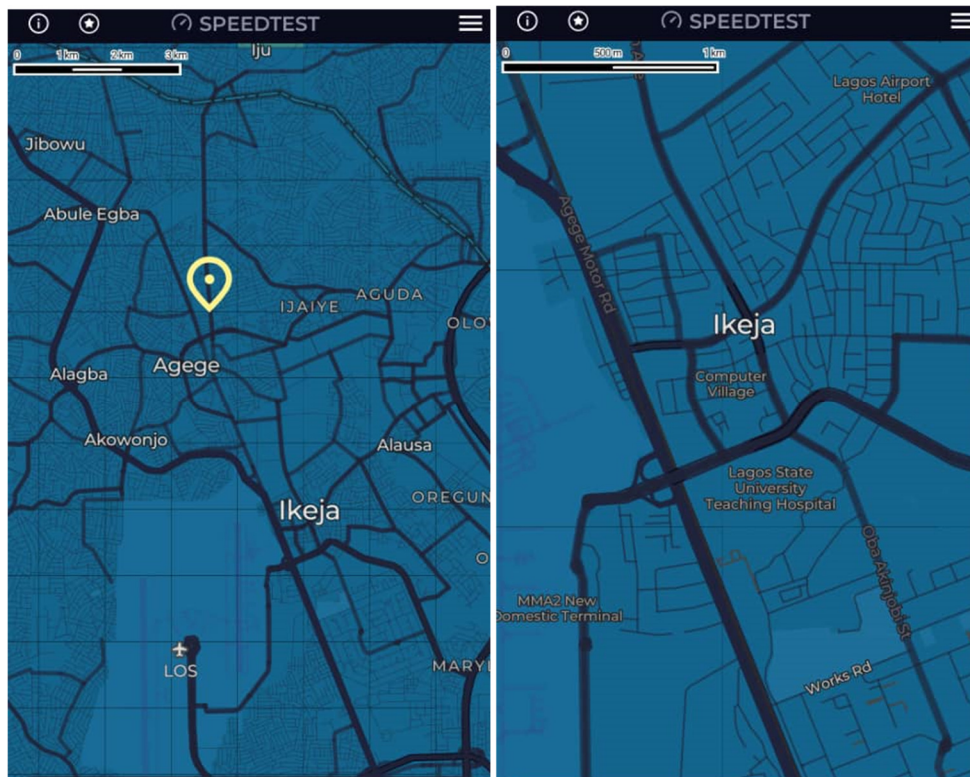 SPEEDTEST
0 1 km 2 km 3 km
Iju
Jibowu
Abule Egba
IJAIYE
AGUDA
OLO
Agege
Alagba
Akowonjo
Alausa
OREGUN
Ikeja
O
LOS
MARYL
SPEEDTEST
0 500 m 1 km
Lagos Airport
Hotel
Agege Motor Rd
Ikeja
Computer
Village
Lagos State
University
Teaching Hospital
Oba Akinjobi St
MMA2 New
Domestic Terminal
Works Rd